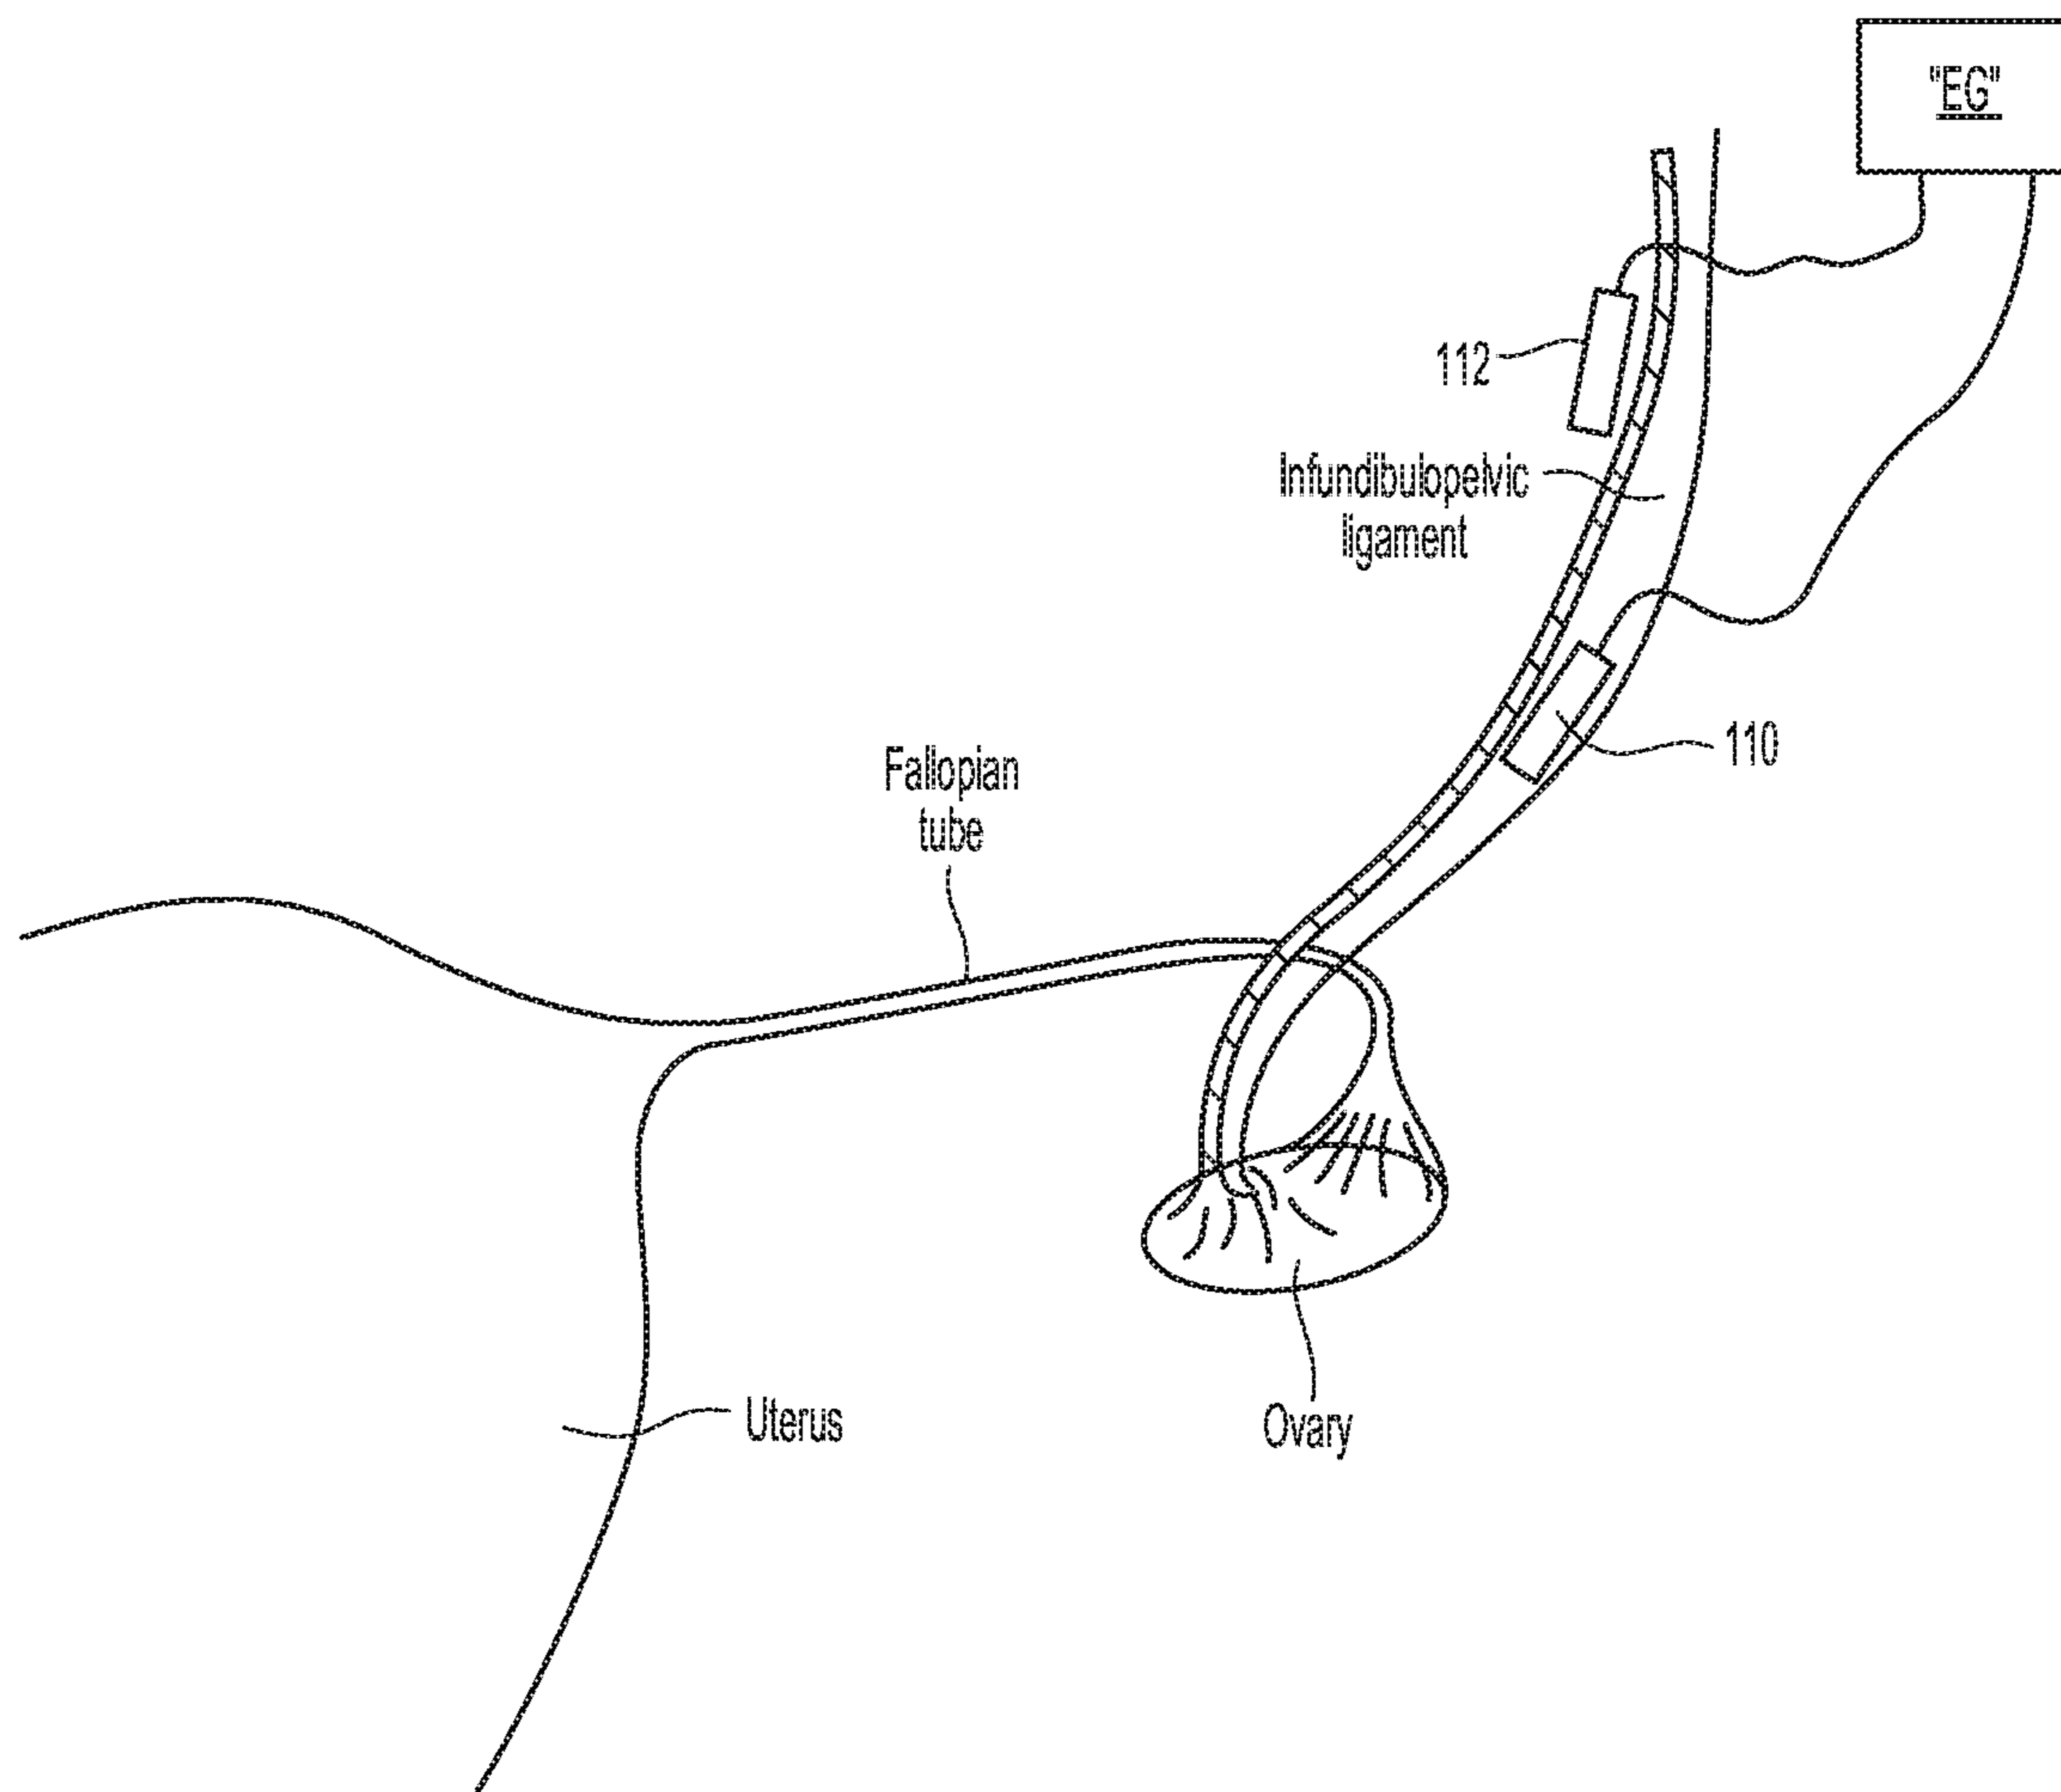 "EG"
112
Infundibulopelvic
ligament
110
Fallopian
tube
Uterus
Ovary